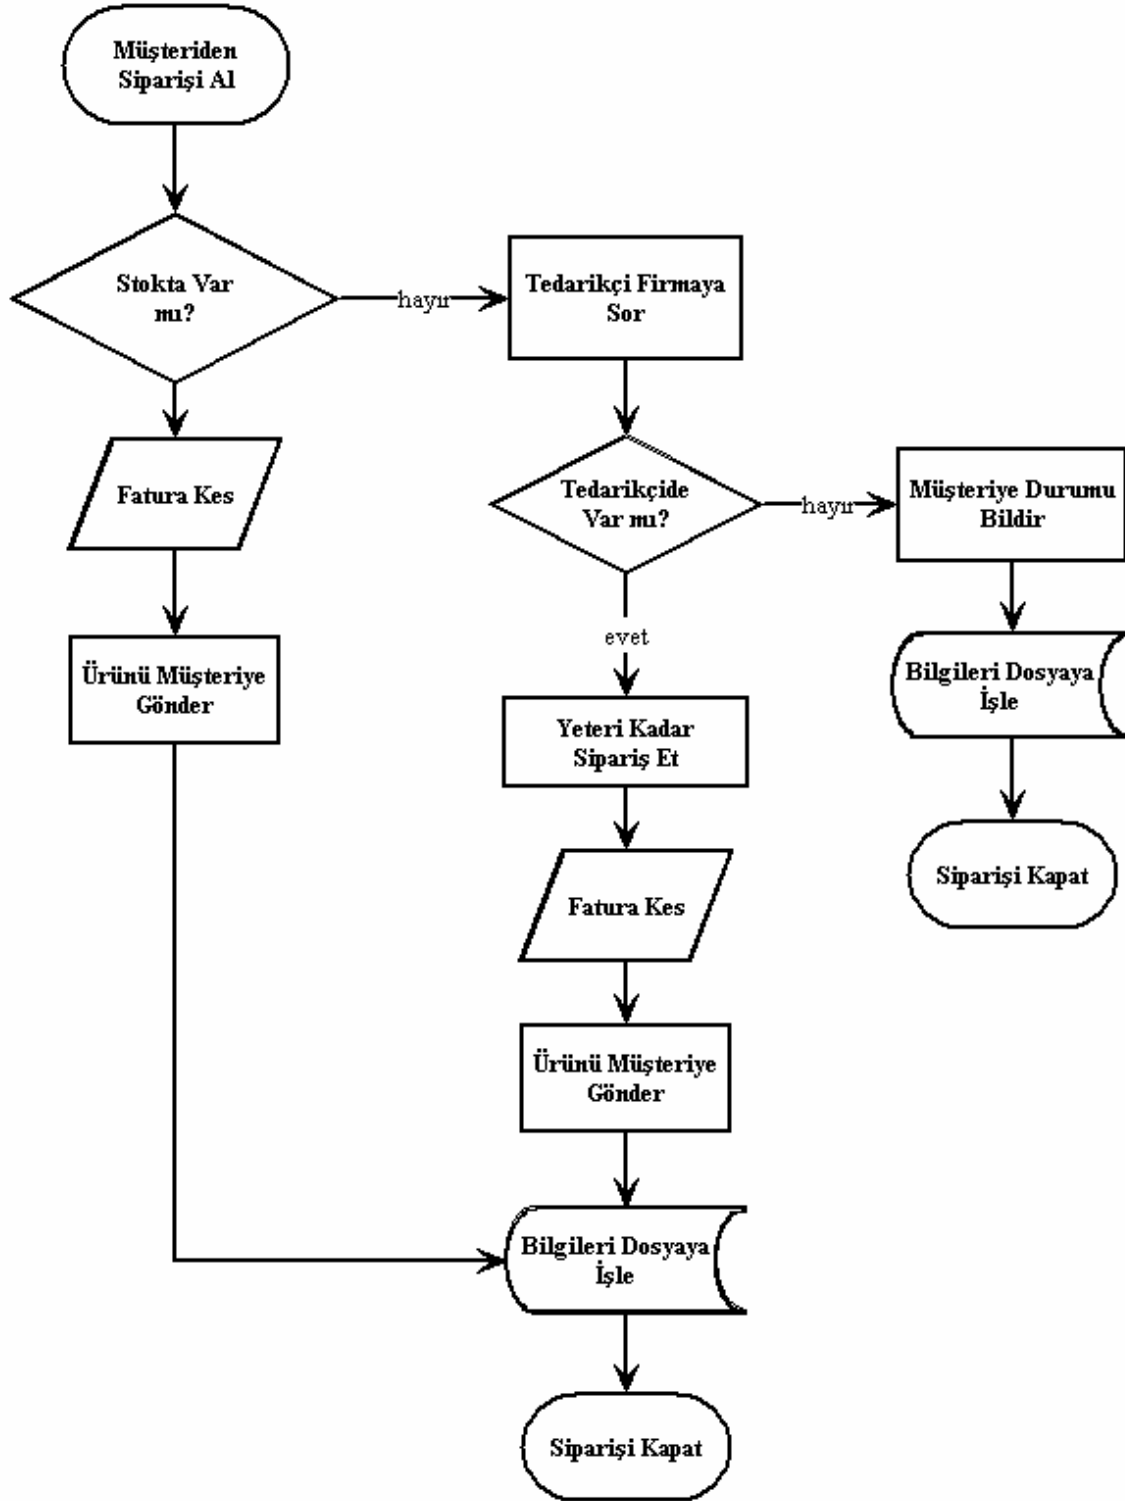 Müşteriden
Siparişi Al
Stokta Var
mı?
hayır
Tedarikçi Firmaya
Sor
Fatura Kes
Tedarikçide
Var mı?
hayır
Müşteriye Durumu
Bildir
Ürünü Müşteriye
Gönder
evet
Bilgileri Dosyaya
İşle
Yeteri Kadar
Sipariş Et
Siparişi Kapat
Fatura Kes
Ürünü Müşteriye
Gönder
Bilgileri Dosyaya
İşle
Siparişi Kapat